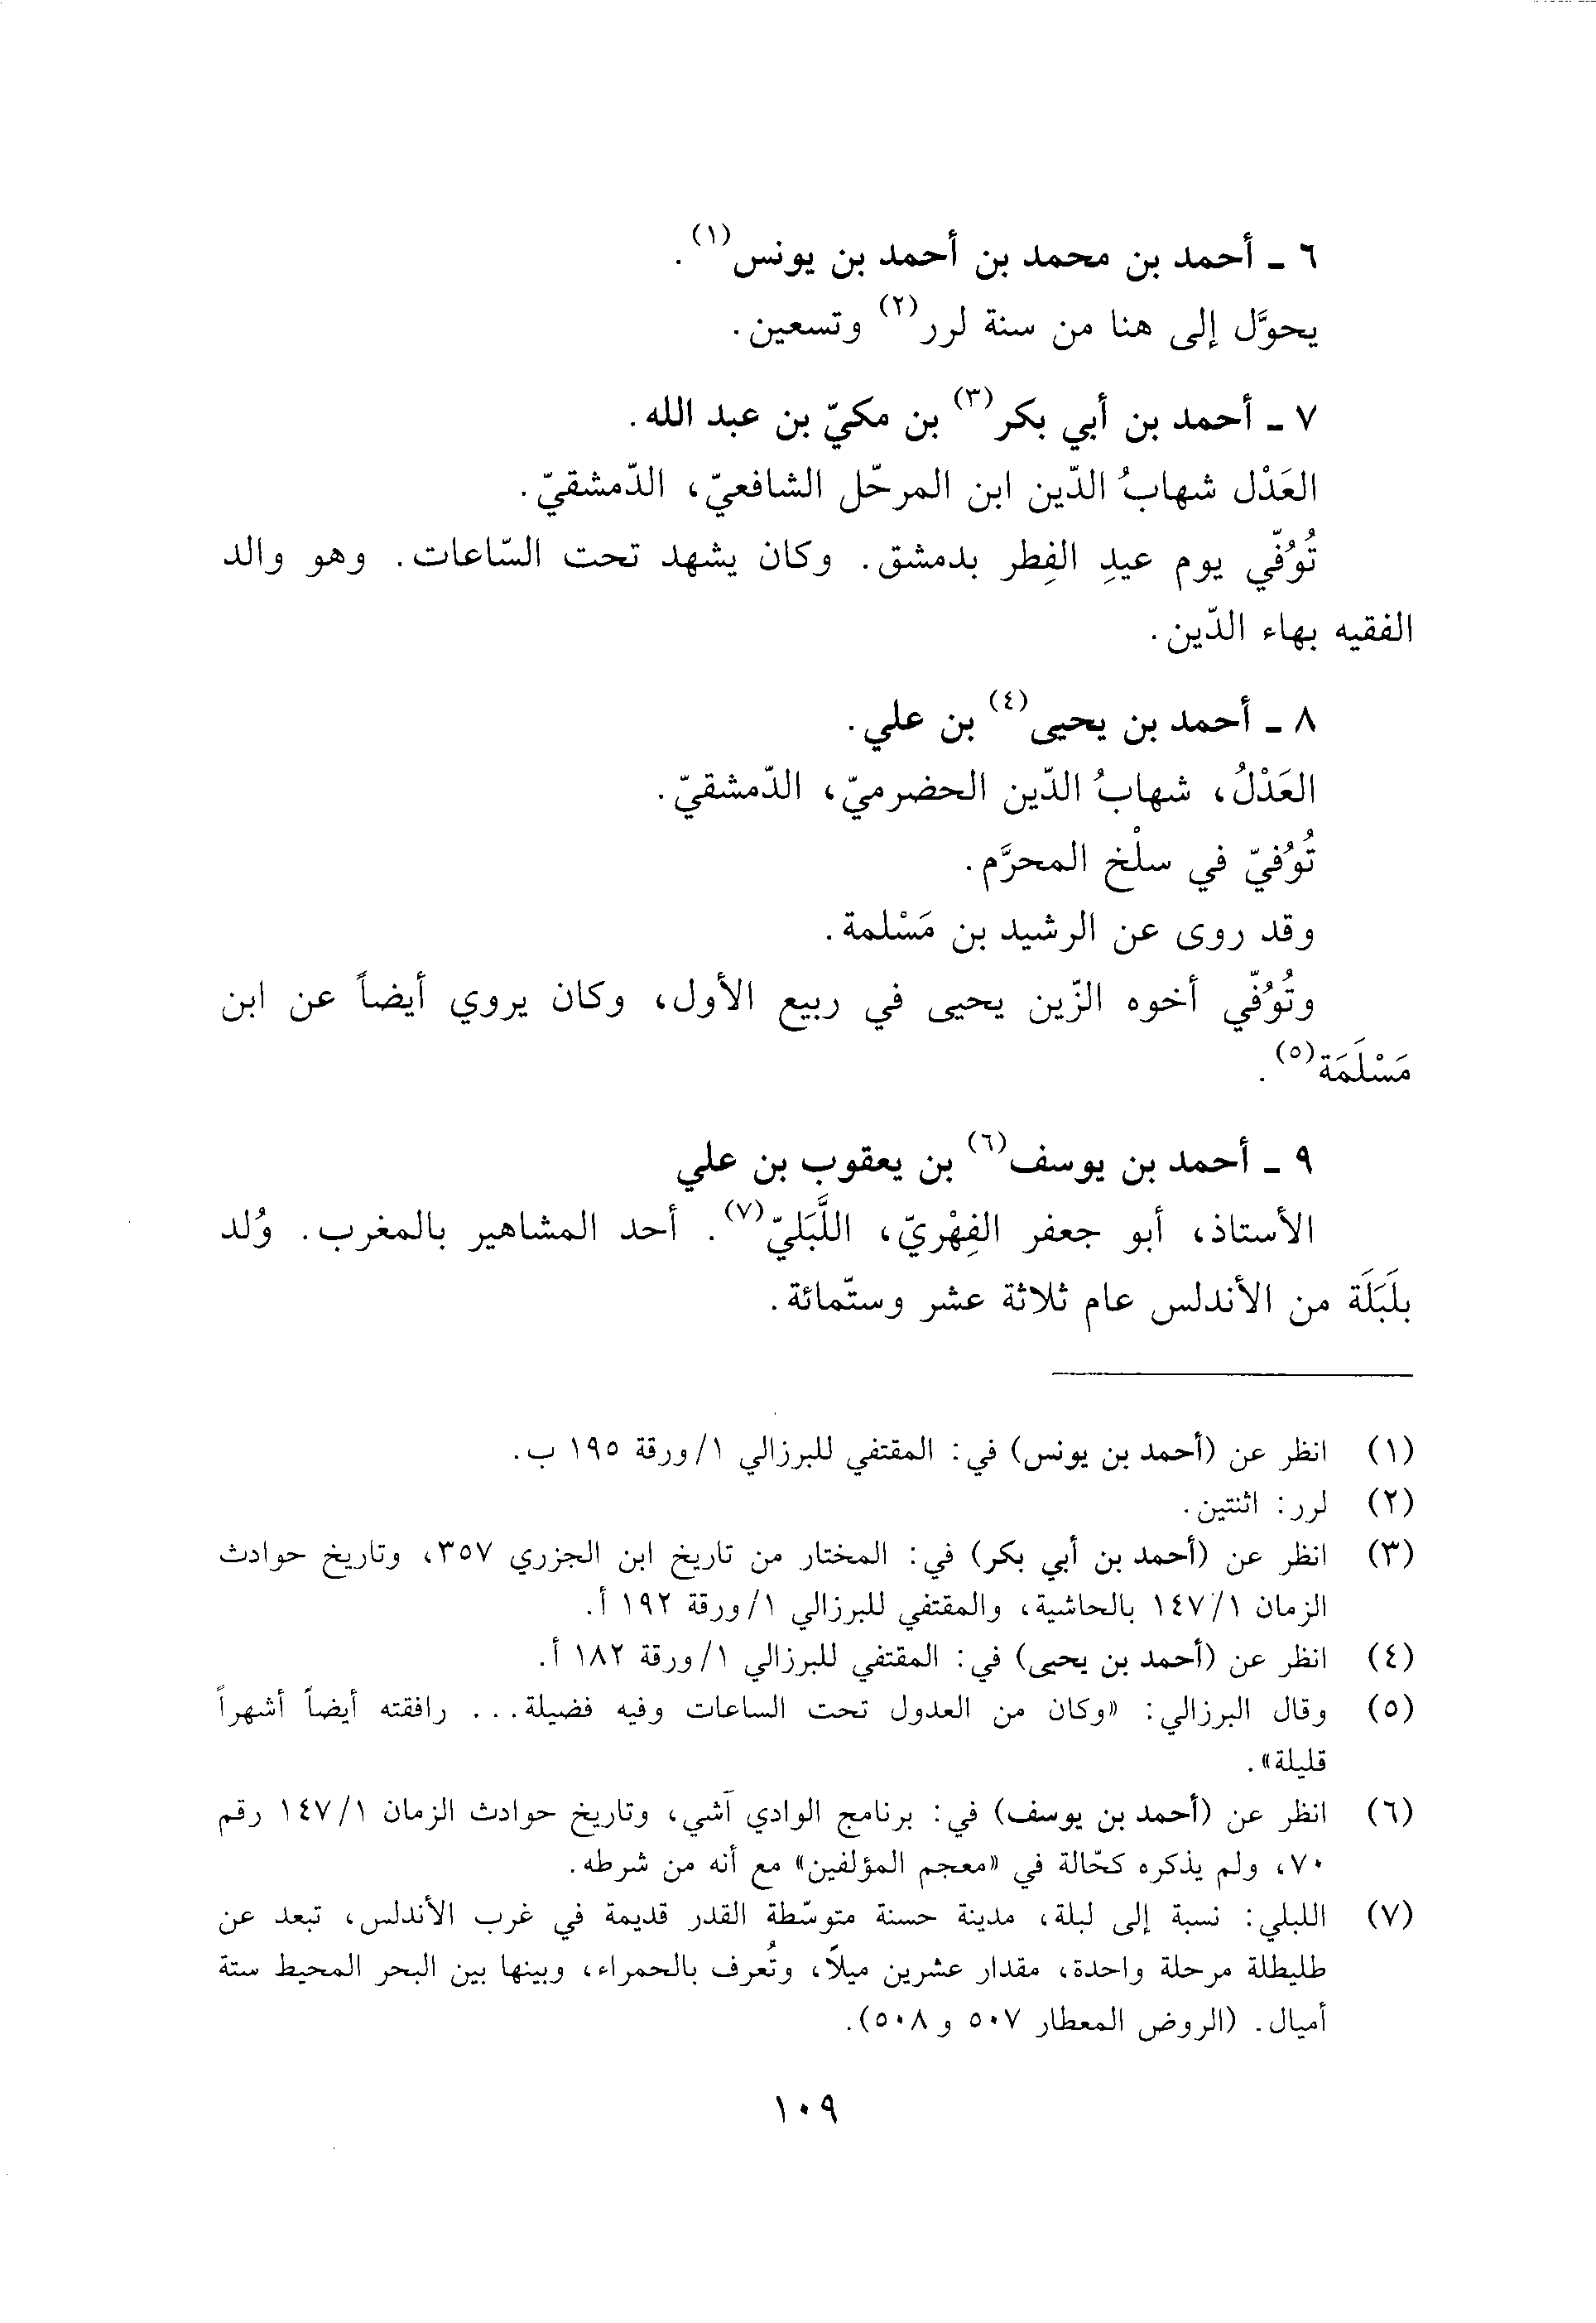 ٦ ـ أحمد بن محمد بن أحمد بن يونس(١).
يحوَّل إلى هنا من سنة لرر(٢) وتسعين.
٧ ـ أحمد بن أبي بكر(٣) بن مكيّ بن عبد الله.
العَدْل شهابُ الدّين ابن المرحّل الشافعيّ، الدّمشقيّ.
تُوُفّي يوم عيدِ الفِطر بدمشق. وكان يشهد تحت السّاعات. وهو والد
الفقيه بهاء الدّين.
٨ ـ أحمد بن يحيى(٤) بن علي.
العَدْلُ، شهابُ الدّين الحضرميّ، الدّمشقيّ.
تُوُفيّ في سلْخ المحرَّم.
وقد روى عن الرشيد بن مَسْلمة.
وتُوُفّي أخوه الزّين يحيى في ربيع الأول، وكان يروي أيضاً عن ابن
مَسْلَمَة(٥).
٩ ـ أحمد بن يوسف(٦) بن يعقوب بن علي
الأستاذ، أبو جعفر الفِهْريّ، اللَّبَليّ(٧). أحد المشاهير بالمغرب. وُلد
بلَبَلَة من الأندلس عام ثلاثة عشر وستّمائة.
(١) انظر عن (أحمد بن يونس) في: المقتفي للبرزالي ١/ورقة ١٩٥ ب.
(٢) لرر: اثنتين.
(٣) انظر عن (أحمد بن أبي بكر) في: المختار من تاريخ ابن الجزري ٣٥٧، وتاريخ حوادث
الزمان ١/١٤٧ بالحاشية، والمقتفي للبرزالي ١/ورقة ١٩٢ أ.
(٤) انظر عن (أحمد بن يحيى) في: المقتفي للبرزالي ١/ورقة ١٨٢ أ.
(٥) وقال البرزالي: «وكان من العدول تحت الساعات وفيه فضيلة... رافقته أيضاً أشهراً
قليلة».
(٦) انظر عن (أحمد بن يوسف) في: برنامج الوادي آشي، وتاريخ حوادث الزمان ١/١٤٧ رقم
٧٠، ولم يذكره كحّالة في «معجم المؤلفين» مع أنه من شرطه.
(٧) اللبلي: نسبة إلى لبلة، مدينة حسنة متوسّطة القدر قديمة في غرب الأندلس، تبعد عن
طليطلة مرحلة واحدة، مقدار عشرين ميلاً، وتُعرف بالحمراء، وبينها بين البحر المحيط ستة
أميال. (الروض المعطار ٥٠٧ و ٥٠٨).
١٠٩